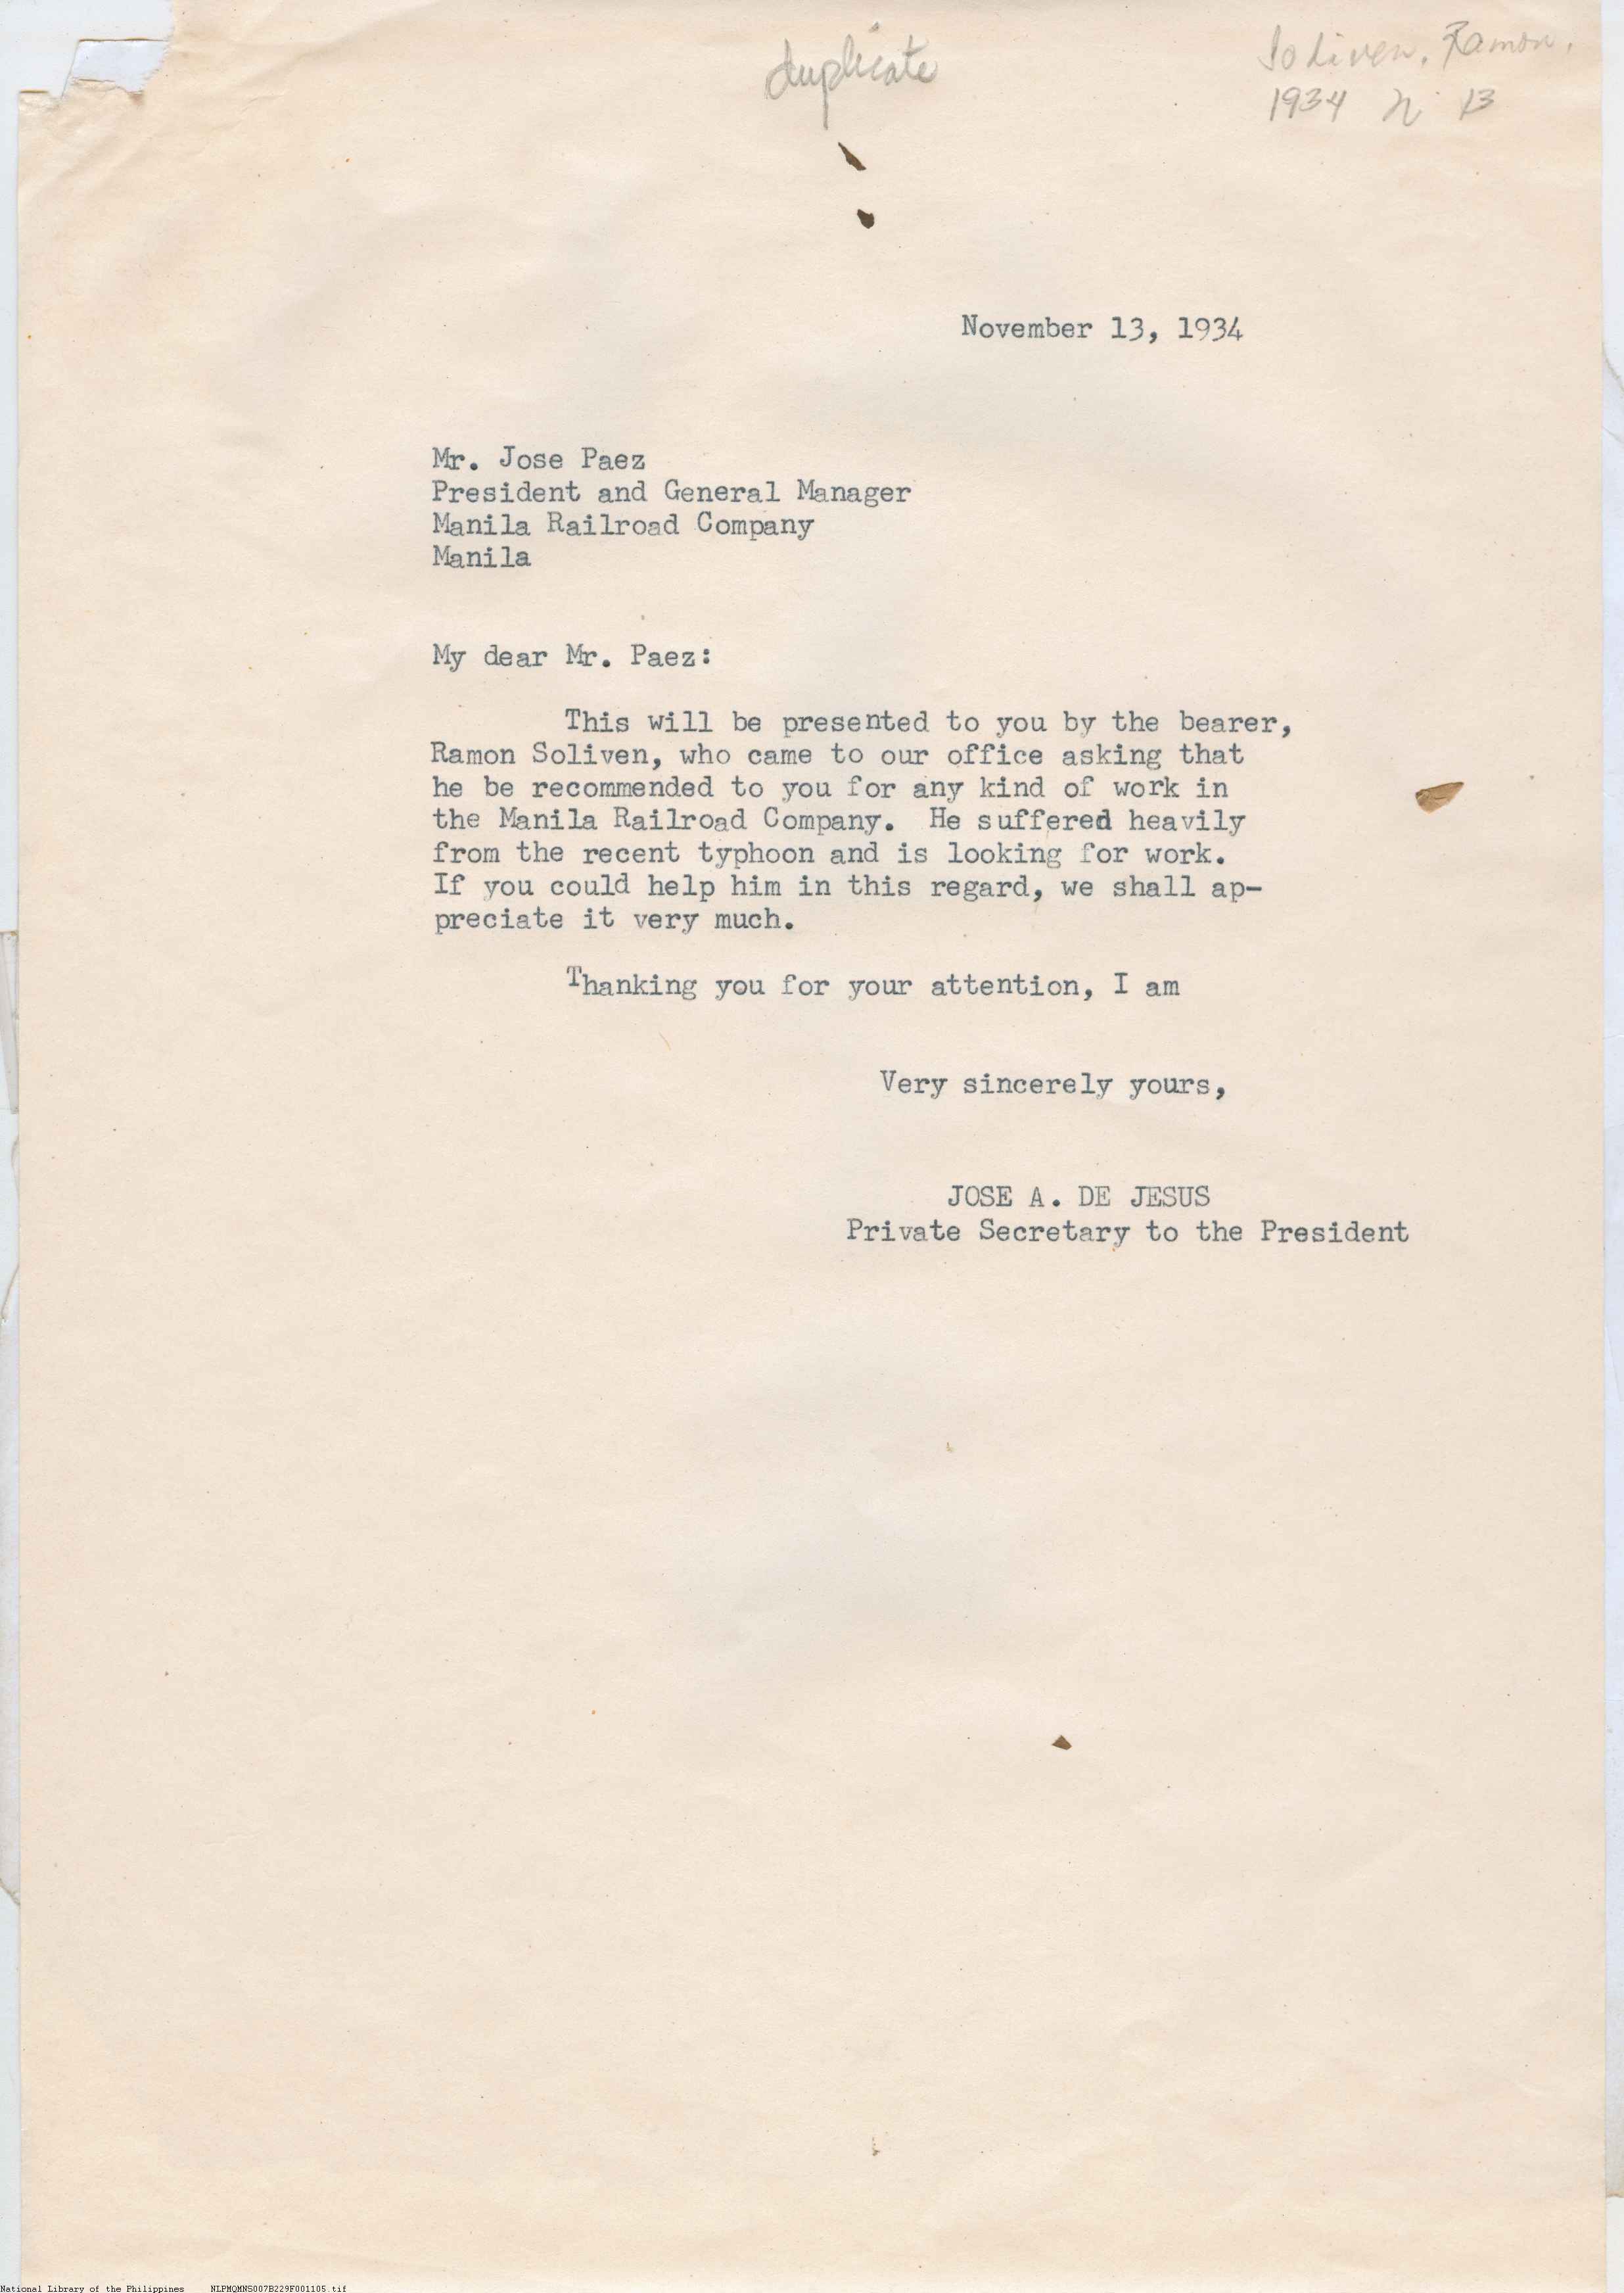 duplicate
Soliven, Ramon.
1934 N 13
November 13, 1934
Mr. Jose Paez
President and General Manager
Manila Railroad Company
Manila
My dear Mr. Paez:
This will be presented to you by the bearer,
Ramon Soliven, who came to our office asking that
he be recommended to you for any kind of work in
the Manila Railroad Company. He suffered heavily
from the recent typhoon and is looking for work.
If you could help him in this regard, we shall ap-
preciate it very much.
Thanking you for your attention, I am
Very sincerely yours,
JOSE A. DE JESUS
Private Secretary to the President
National Library of the Philippines NLPMQMNS007B229F001105.tif